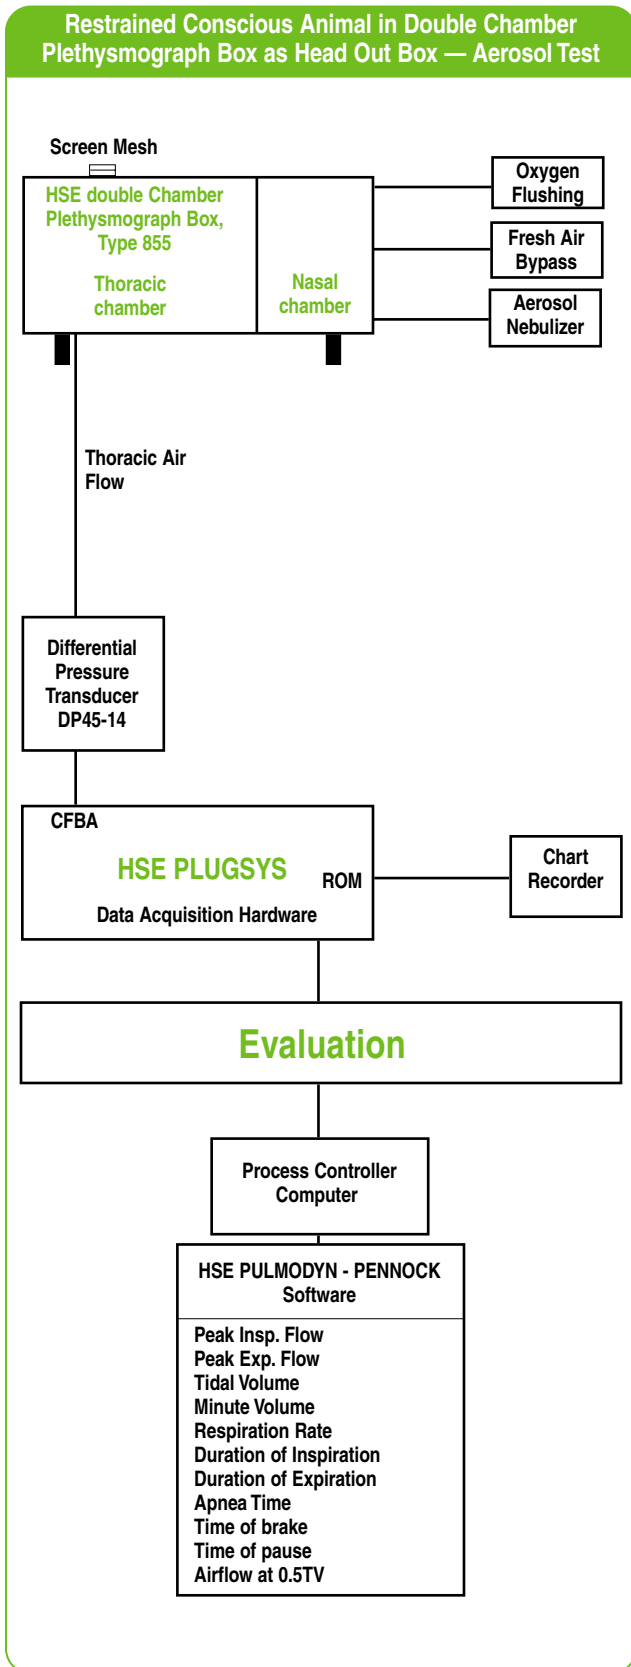 Restrained Conscious Animal in Double Chamber
Plethysmograph Box as Head Out Box — Aerosol Test
Screen Mesh
HSE double Chamber
Plethysmograph Box,
Type 855
Thoracic
chamber
Nasal
chamber
Oxygen
Flushing
Fresh Air
Bypass
Aerosol
Nebulizer
Thoracic Air
Flow
Differential
Pressure
Transducer
DP45-14
CFBA
HSE PLUGSYS
ROM
Data Acquisition Hardware
Chart
Recorder
Evaluation
Process Controller
Computer
HSE PULMODYN - PENNOCK
Software
Peak Insp. Flow
Peak Exp. Flow
Tidal Volume
Minute Volume
Respiration Rate
Duration of Inspiration
Duration of Expiration
Apnea Time
Time of brake
Time of pause
Airflow at 0.5TV